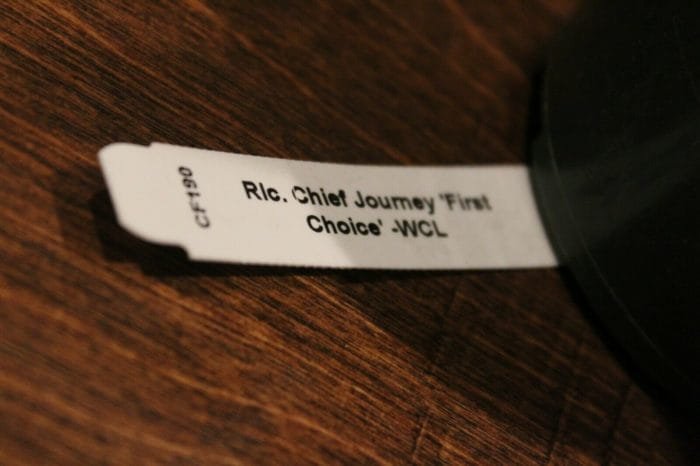 CF190
Rlc. Chief Journey 'First
Choice' -WCL